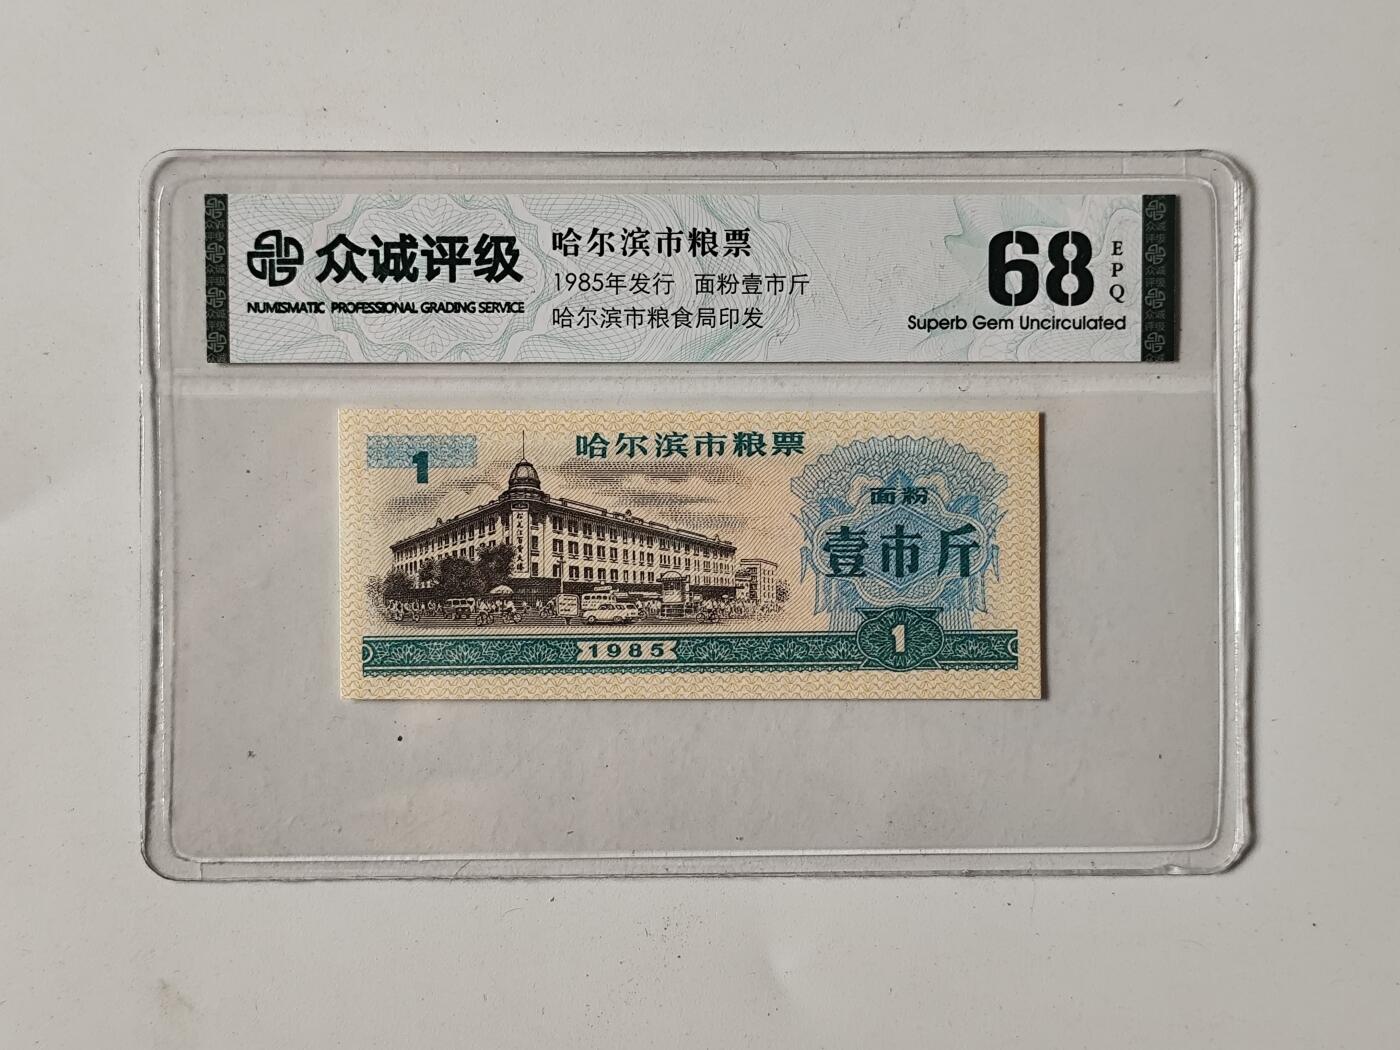 众诚评级
NUMISMATIC PROFESSIONAL GRADING SERVICE
哈尔滨市粮票
1985年发行 面粉壹市斤
哈尔滨市粮食局印发
68
EPQ
Superb Gem Uncirculated
1
哈尔滨市粮票
面粉
壹市斤
1985
1